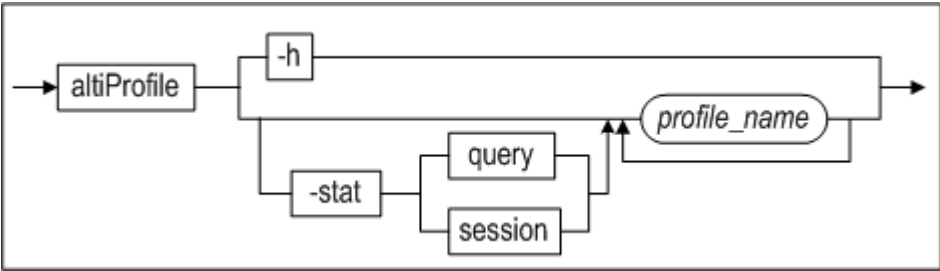 -h
altiProfile
profile_name
query
-stat
session